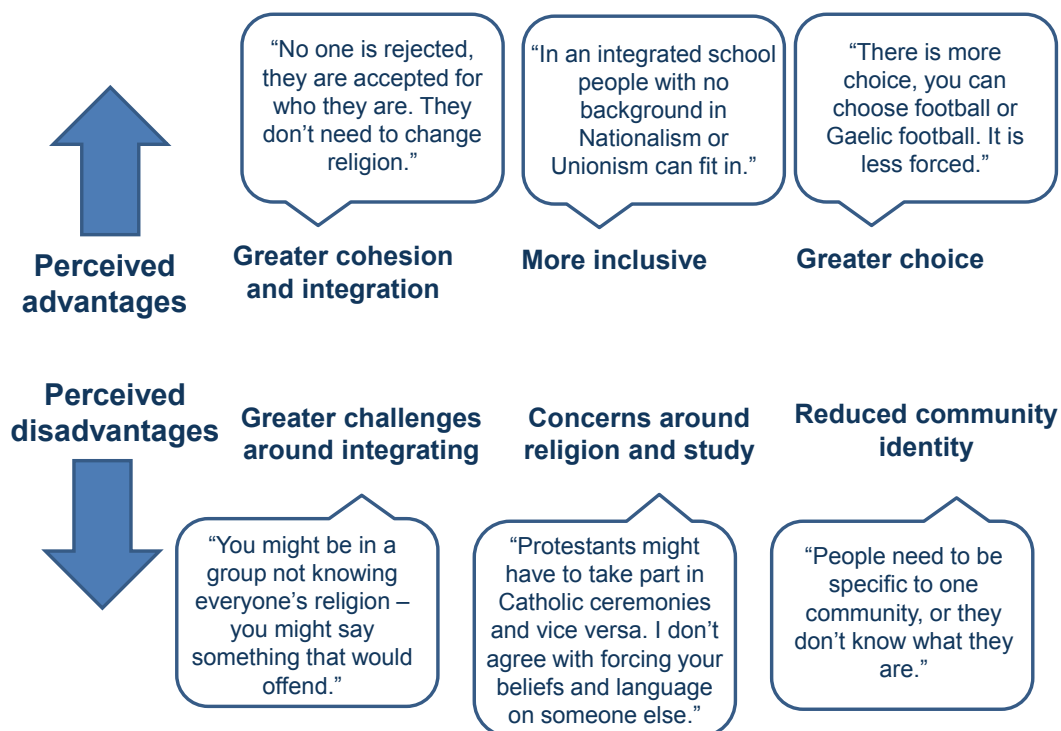 “No one is rejected,
they are accepted for
who they are. They
don’t need to change
religion.”
“In an integrated school
people with no
background in
Nationalism or
Unionism can fit in.”
“There is more
choice, you can
choose football or
Gaelic football. It is
less forced.”
Perceived
advantages
Greater cohesion
and integration
More inclusive
Greater choice
Perceived
disadvantages
Greater challenges
around integrating
Concerns around
religion and study
Reduced community
identity
“You might be in a
group not knowing
everyone’s religion –
you might say
something that would
offend.”
“Protestants might
have to take part in
Catholic ceremonies
and vice versa. I don’t
agree with forcing your
beliefs and language
on someone else.”
“People need to be
specific to one
community, or they
don’t know what they
are.”